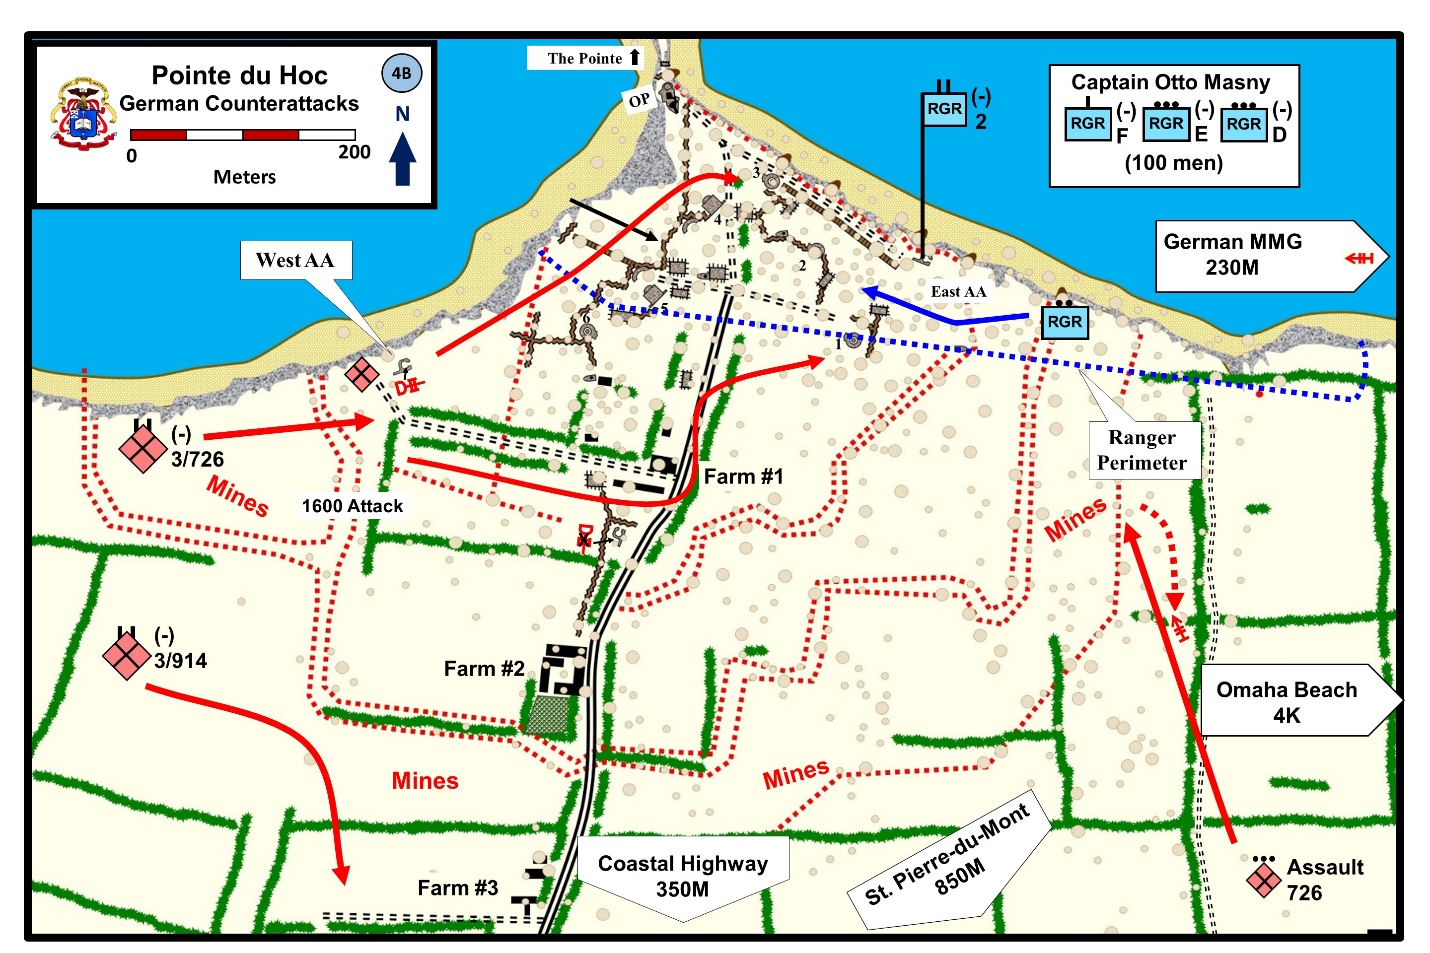 Pointe du Hoc
German Counterattacks
0
200
Meters
4B
N
The Pointe
OP
RGR
(-)
2
Captain Otto Masny
RGR
(-)
F
RGR
(-)
E
RGR
(-)
D
(100 men)
German MMG
230M
West AA
3
4
2
5
6
1
East AA
RGR
Ranger
Perimeter
(-)
3/726
Mines
1600 Attack
Farm #1
Mines
(-)
3/914
Farm #2
Omaha Beach
4K
Mines
Mines
Farm #3
Coastal Highway
350M
St. Pierre-du-Mont
850M
Assault
726